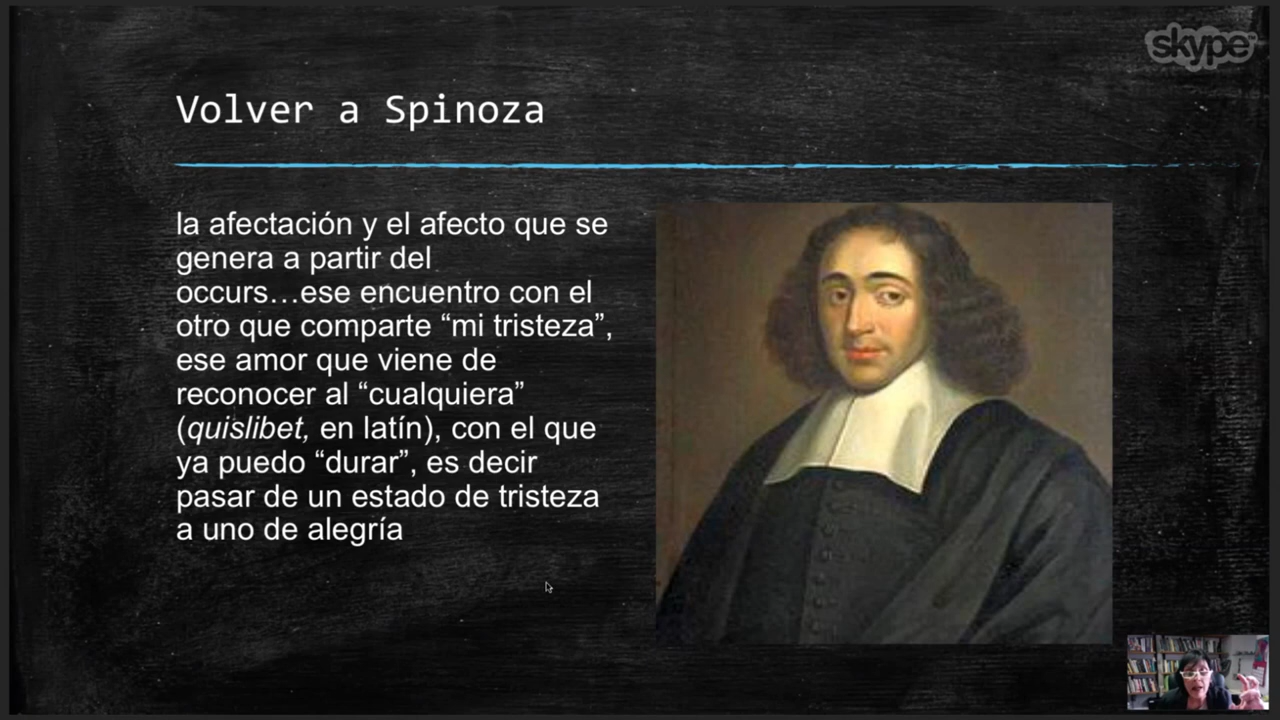 skype
Volver a Spinoza
la afectación y el afecto que se
genera a partir del
occurs…ese encuentro con el
otro que comparte “mi tristeza”,
ese amor que viene de
reconocer al “cualquiera”
(quislibet, en latín), con el que
ya puedo “durar”, es decir
pasar de un estado de tristeza
a uno de alegría